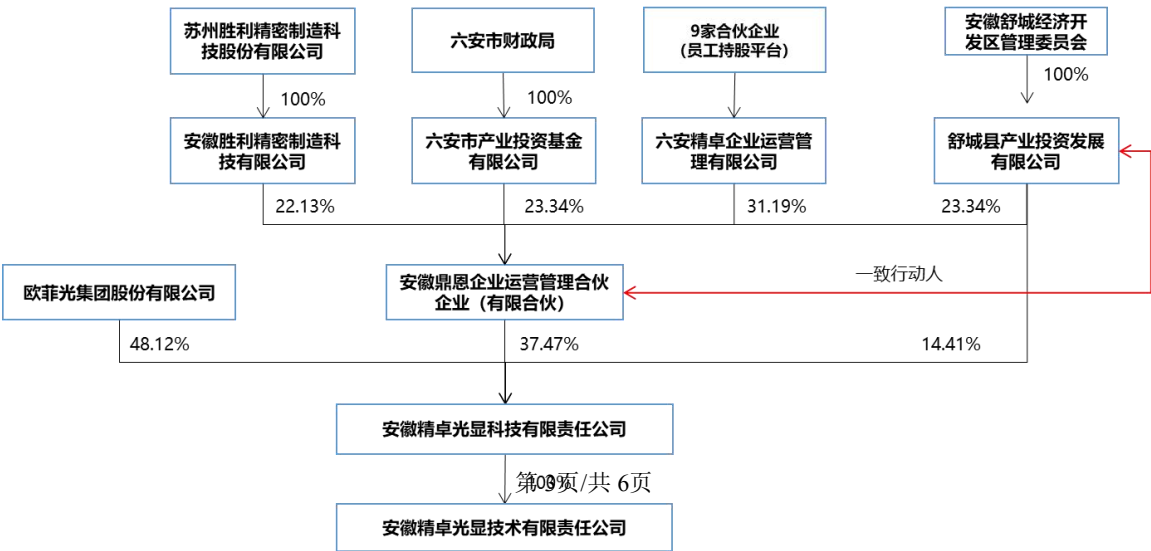 苏州胜利精密制造科
技股份有限公司
六安市财政局
9家合伙企业
（员工持股平台）
安徽舒城经济开
发区管理委员会
100%
100%
100%
安徽胜利精密制造科
技有限公司
六安市产业投资基金
有限公司
六安精卓企业运营管
理有限公司
舒城县产业投资发展
有限公司
22.13%
23.34%
31.19%
23.34%
一致行动人
欧菲光集团股份有限公司
安徽鼎恩企业运营管理合伙
企业（有限合伙）
48.12%
37.47%
14.41%
安徽精卓光显科技有限责任公司
100%
第 3页/共 6页
安徽精卓光显技术有限责任公司